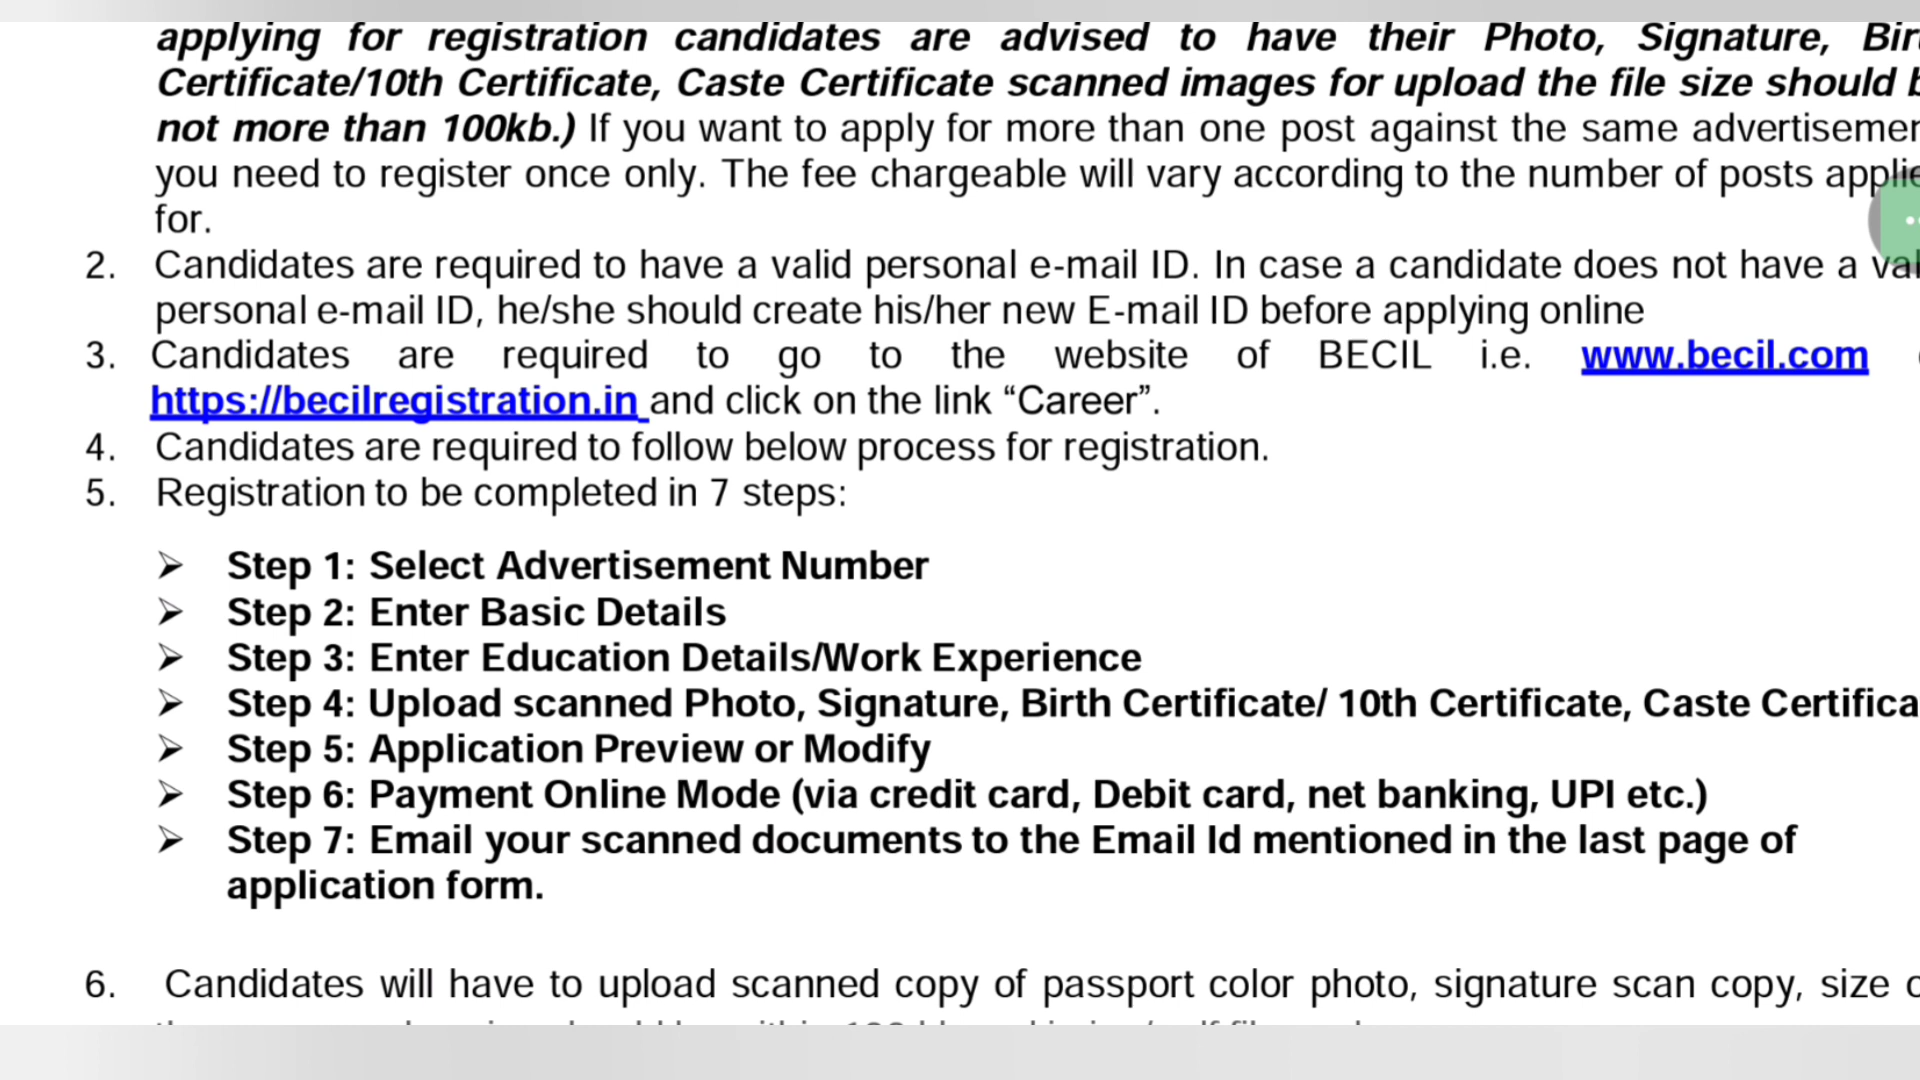 applying for registration candidates are advised to have their Photo, Signature,
Certificate/10th Certificate, Caste Certificate scanned images for upload the file size should
not more than 100kb.) If you want to apply for more than one post against the same
you need to register once only. The fee chargeable will vary according to the number of posts
for.
2. Candidates are required to have a valid personal e-mail ID. In case a candidate does not have a
personal e-mail ID, he/she should create his/her new E-mail ID before applying online
3. Candidates are required to go to the website of BECIL i.e. www.becil.com
https://becilregistration.in and click on the link “Career”.
4. Candidates are required to follow below process for registration.
5. Registration to be completed in 7 steps:
➢ Step 1: Select Advertisement Number
➢ Step 2: Enter Basic Details
➢ Step 3: Enter Education Details/Work Experience
➢ Step 4: Upload scanned Photo, Signature, Birth Certificate/ 10th Certificate, Caste
➢ Step 5: Application Preview or Modify
➢ Step 6: Payment Online Mode (via credit card, Debit card, net banking, UPI etc.)
➢ Step 7: Email your scanned documents to the Email Id mentioned in the last page of
application form.
6. Candidates will have to upload scanned copy of passport color photo, signature scan copy, size